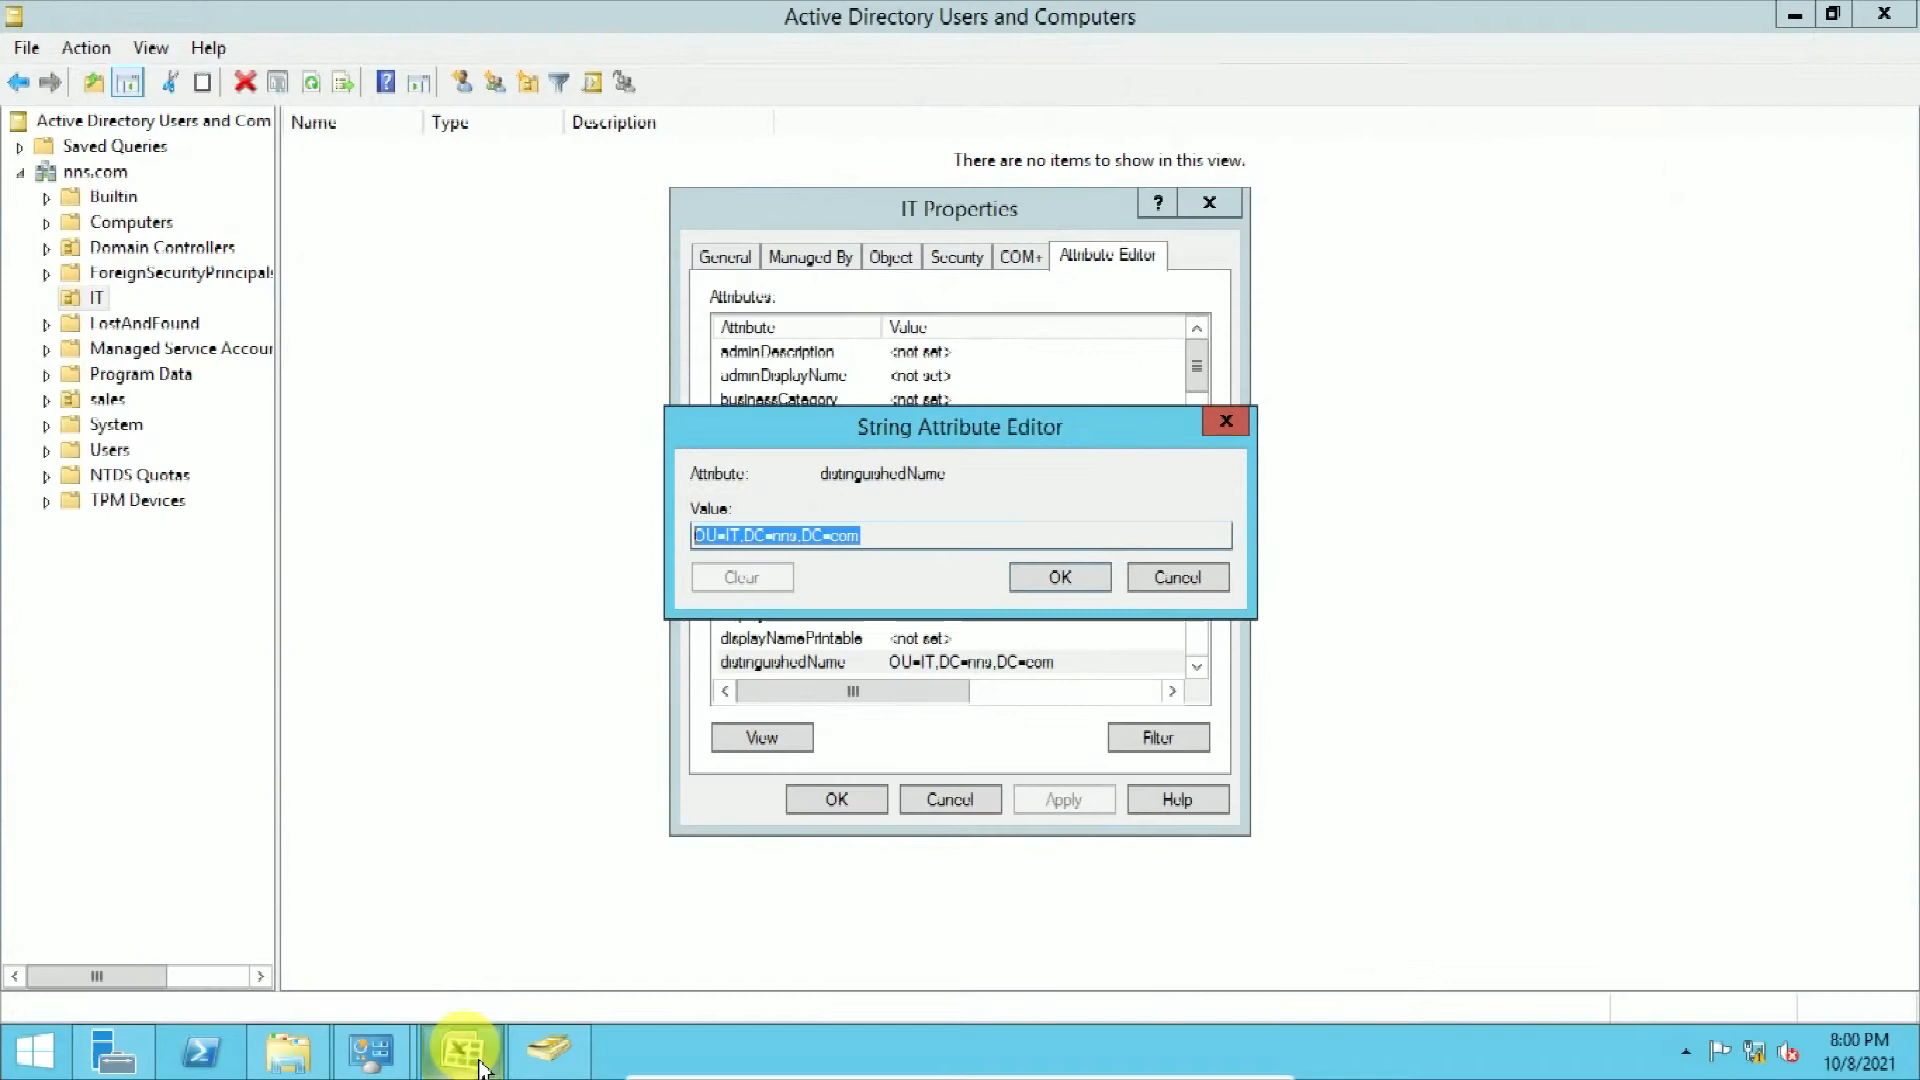 Active Directory Users and Computers
File Action View Help
Active Directory Users and Com
Name Type Description
Saved Queries
There are no items to show in this view.
nns.com
Builtin
Computers
Domain Controllers
ForeignSecurityPrincipals
IT
LostAndFound
Managed Service Accour
Program Data
sales
System
Users
NTDS Quotas
TPM Devices
IT Properties
?
General Managed By Object Security COM+ Attribute Editor
Attributes:
Attribute Value
adminDescription <not set>
adminDisplayName <not set>
businessCategory <not set>
String Attribute Editor
Attribute: distinguishedName
Value:
OU=IT,DC=nns,DC=com
Clear OK Cancel
displayNamePrintable <not set>
distinguishedName OU=IT,DC=nns,DC=com
View Filter
OK Cancel Apply Help
8:00 PM
10/8/2021